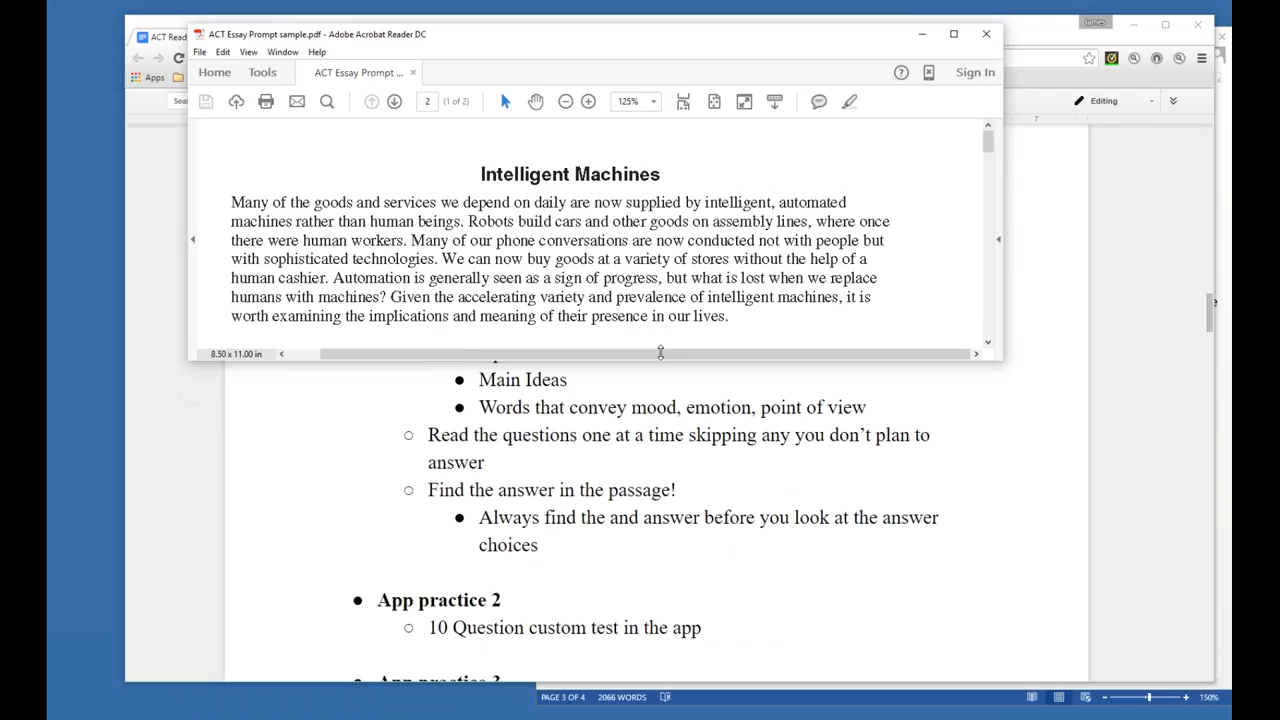 James
ACT Read
ACT Essay Prompt sample.pdf - Adobe Acrobat Reader DC
File Edit View Window Help
Apps
Home Tools ACT Essay Prompt ... × Sign In
Sea
2 (1 of 2) 125%
Editing
7
Intelligent Machines
Many of the goods and services we depend on daily are now supplied by intelligent, automated
machines rather than human beings. Robots build cars and other goods on assembly lines, where once
there were human workers. Many of our phone conversations are now conducted not with people but
with sophisticated technologies. We can now buy goods at a variety of stores without the help of a
human cashier. Automation is generally seen as a sign of progress, but what is lost when we replace
humans with machines? Given the accelerating variety and prevalence of intelligent machines, it is
worth examining the implications and meaning of their presence in our lives.
8.50 x 11.00 in
● Main Ideas
● Words that convey mood, emotion, point of view
○ Read the questions one at a time skipping any you don’t plan to
answer
○ Find the answer in the passage!
● Always find the and answer before you look at the answer
choices
● App practice 2
○ 10 Question custom test in the app
PAGE 3 OF 4 2066 WORDS 150%